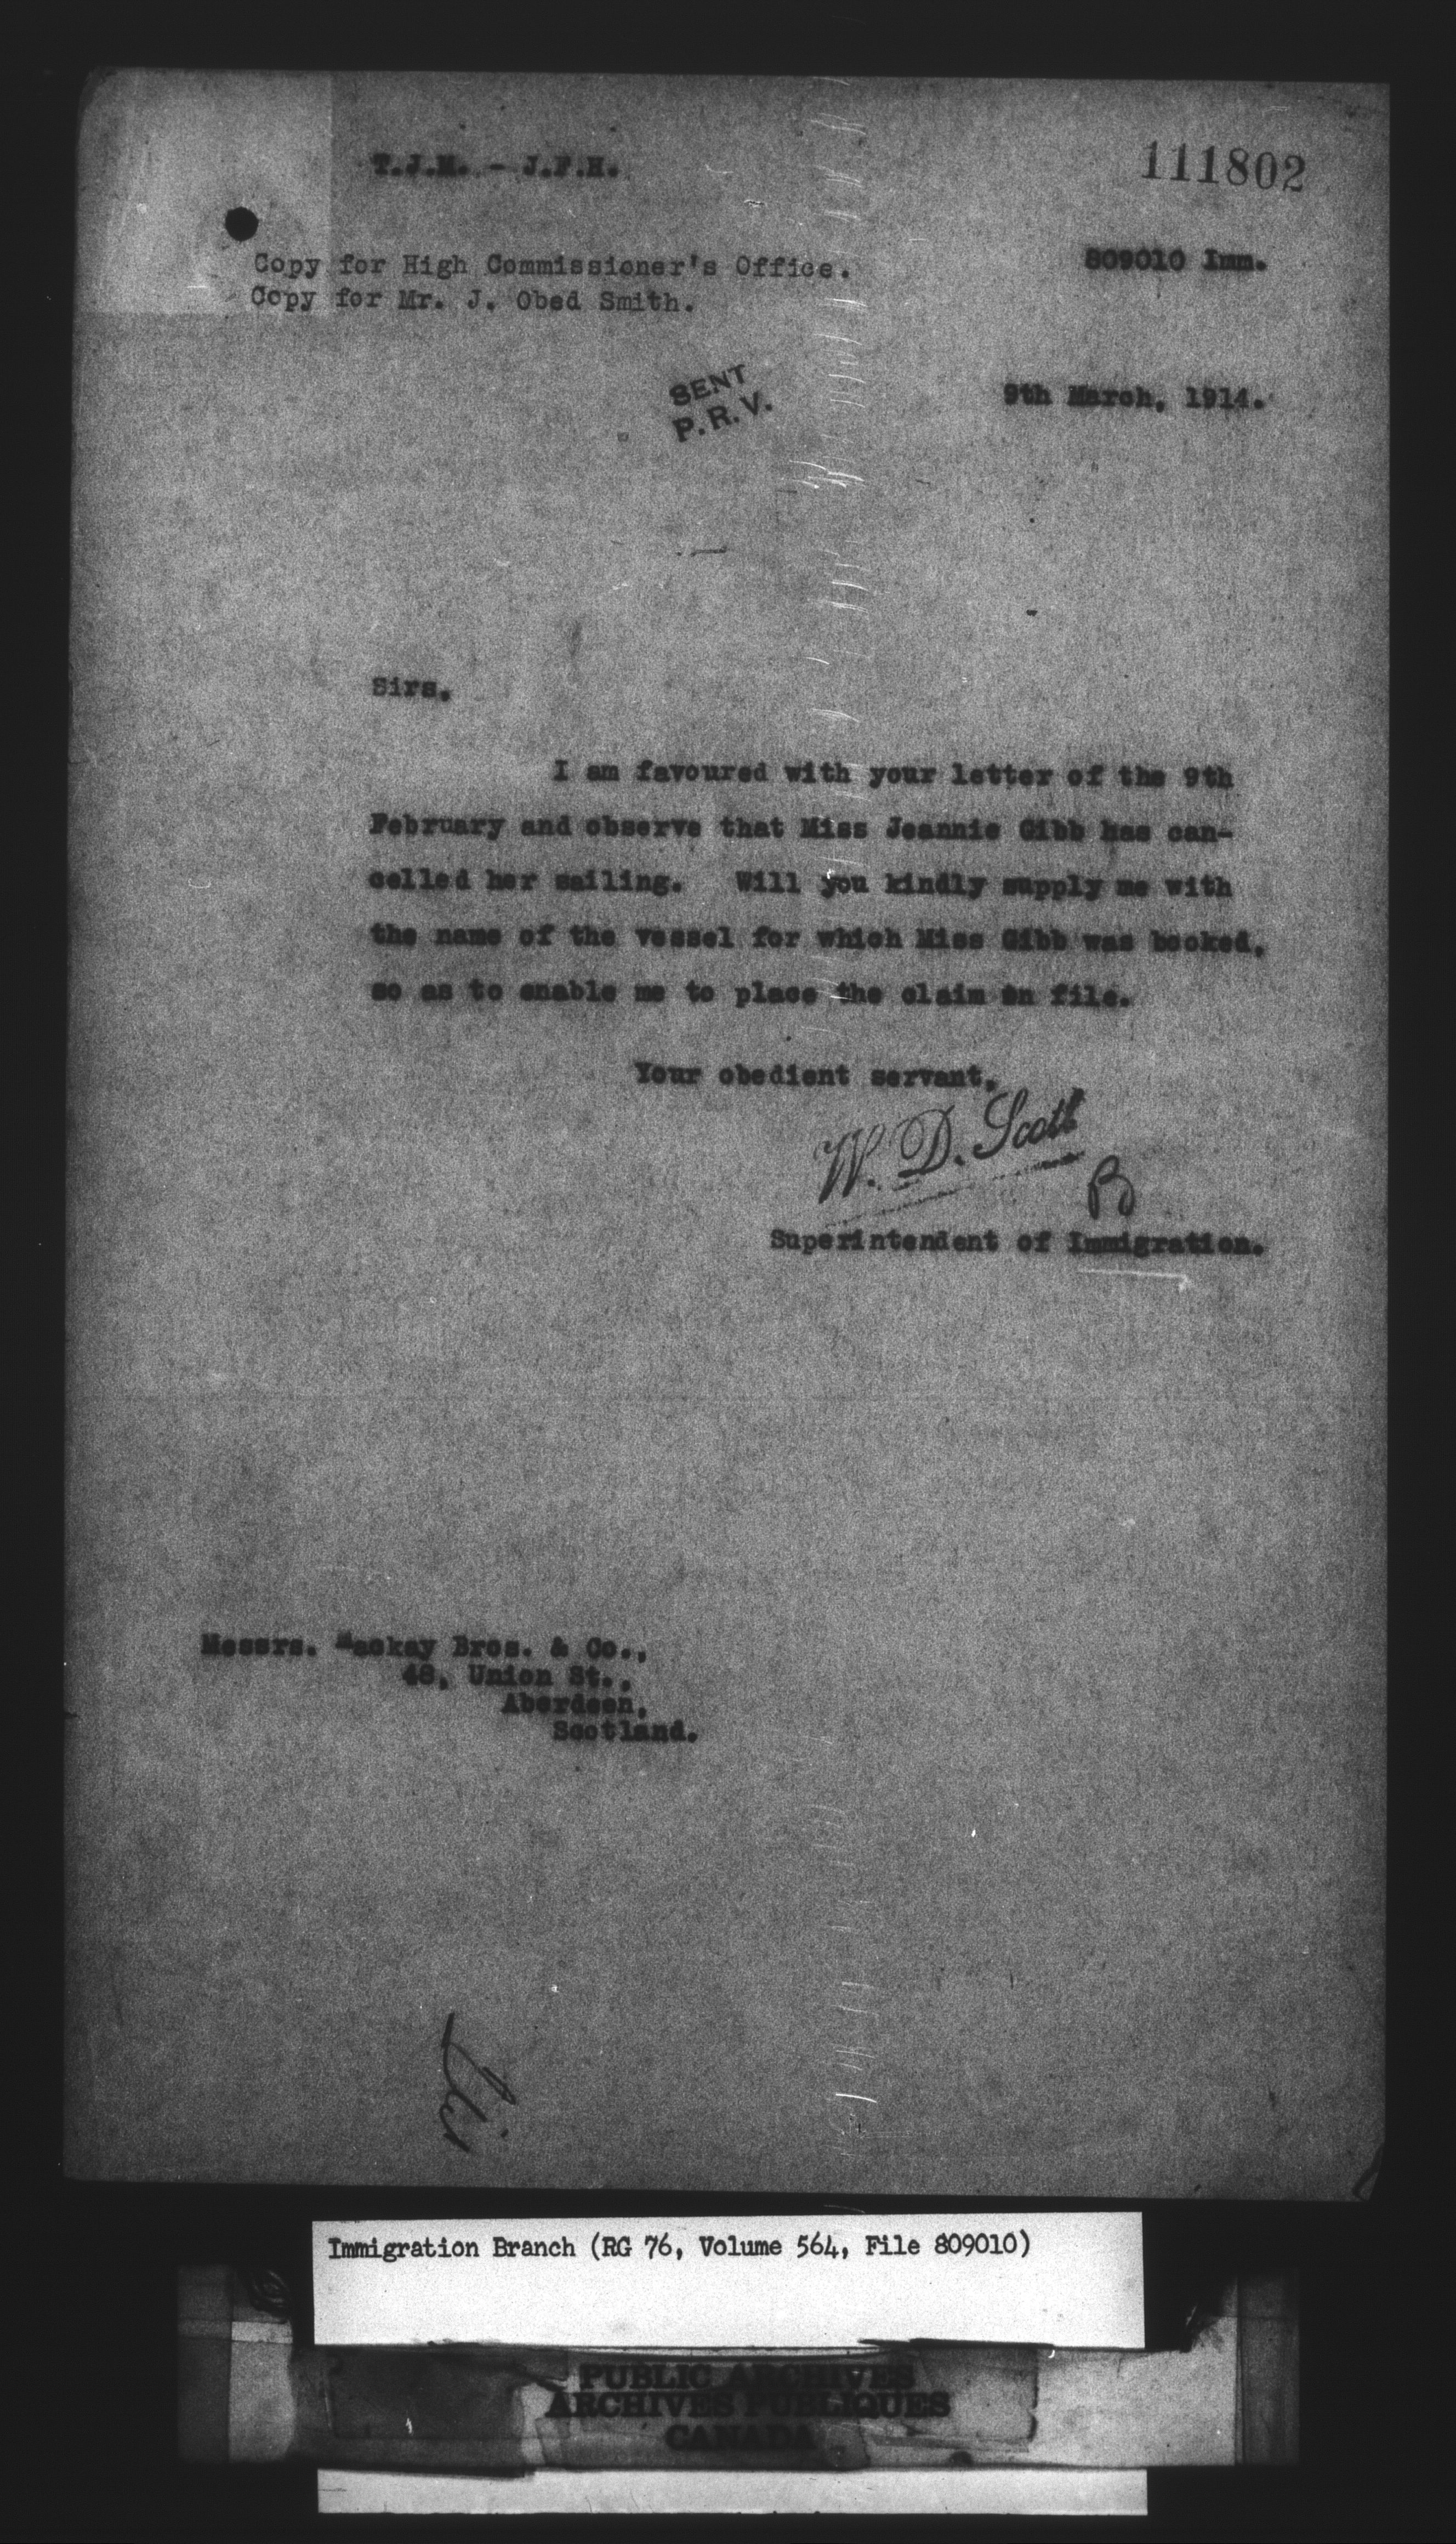 T.J.M. - J.F.H.
111802
Copy for High Commissioner's Office.
809010 Imm.
Copy for Mr. J. Obed Smith.
SENT
P.R.V.
9th March, 1914.
Sirs,
I am favoured with your letter of the 9th
February and observe that Miss Jeannie Gibb has can-
celled her sailing. Will you kindly supply me with
the name of the vessel for which Miss Gibb was booked,
so as to enable me to place the claim on file.
Your obedient servant,
W. D. Scott
Superintendent of Immigration.
Messrs. Mackay Bros. & Co.,
48, Union St.,
Aberdeen,
Scotland.
Immigration Branch (RG 76, Volume 564, File 809010)
PUBLIC ARCHIVES
ARCHIVES PUBLIQUES
CANADA